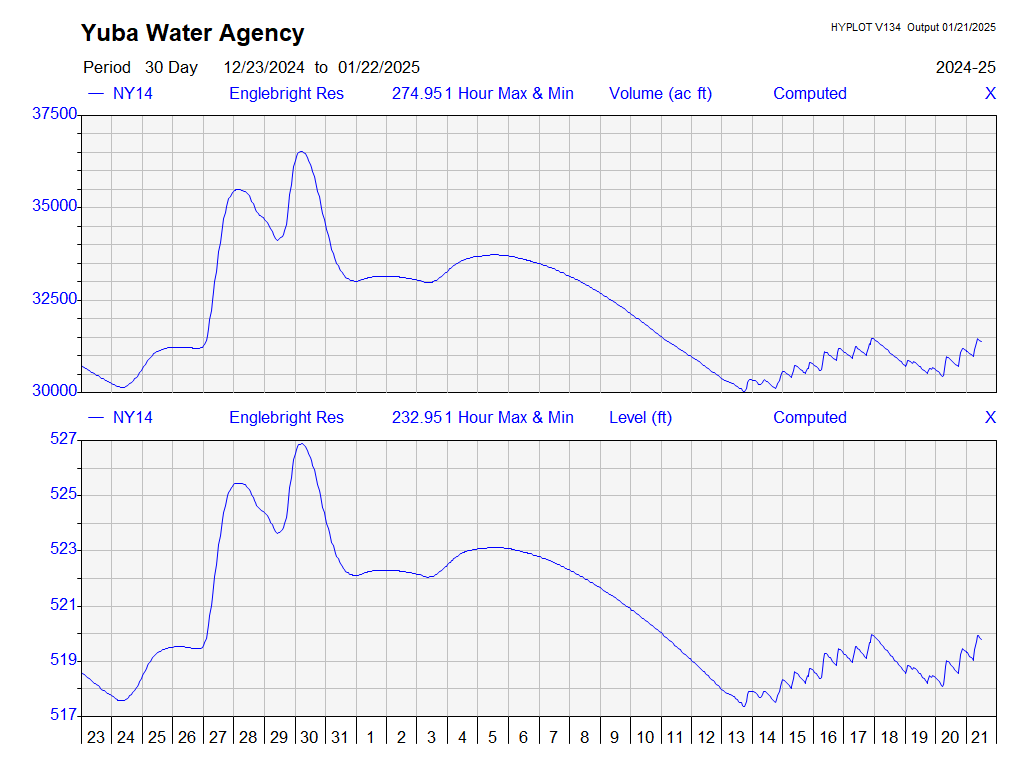 Yuba Water Agency
HYPLOT V134 Output 01/21/2025
Period 30 Day 12/23/2024 to 01/22/2025 2024-25
NY14 Englebright Res 274.951 Hour Max & Min Volume (ac ft) Computed X
37500
35000
32500
30000
NY14 Englebright Res 232.951 Hour Max & Min Level (ft) Computed X
527
525
523
521
519
517
23 24 25 26 27 28 29 30 31 1 2 3 4 5 6 7 8 9 10 11 12 13 14 15 16 17 18 19 20 21